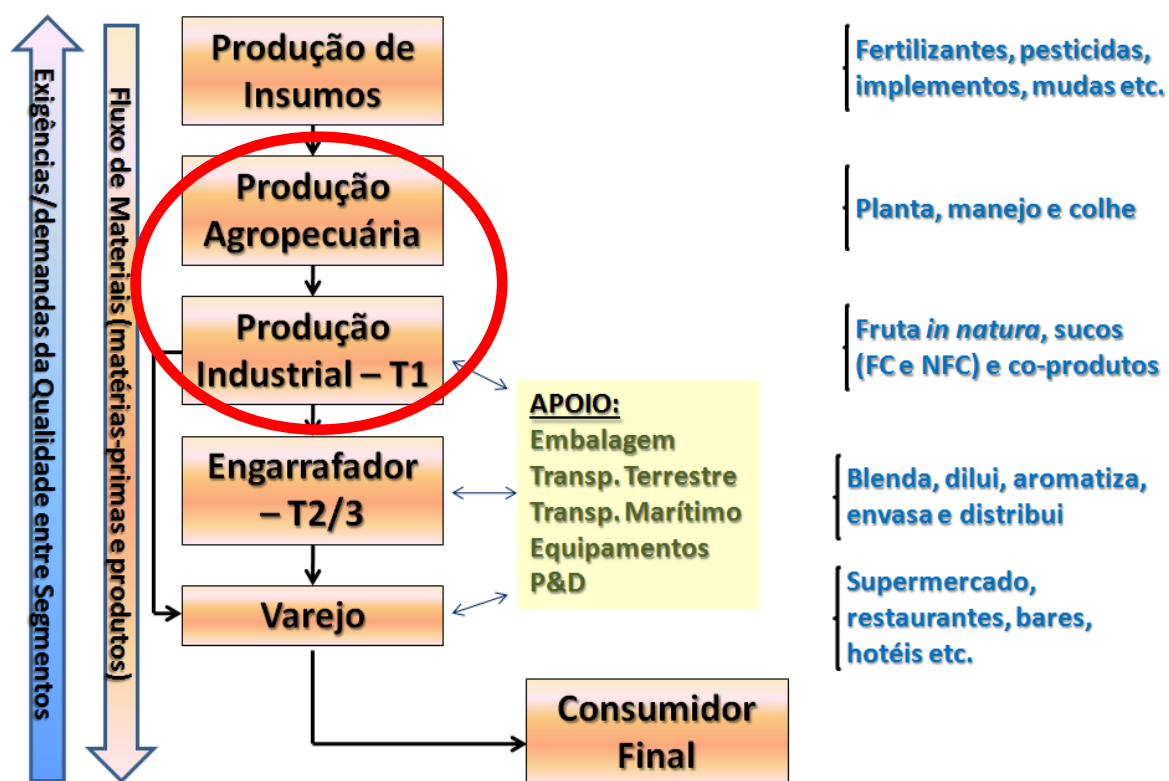 Exigências/demandas da Qualidade entre Segmentos
Fluxo de Materiais (matérias-primas e produtos)
Produção de
Insumos
Fertilizantes, pesticidas,
implementos, mudas etc.
Produção
Agropecuária
Planta, manejo e colhe
Produção
Industrial – T1
Fruta in natura, sucos
(FC e NFC) e co-produtos
APOIO:
Embalagem
Transp. Terrestre
Transp. Marítimo
Equipamentos
P&D
Engarrafador
– T2/3
Blenda, dilui, aromatiza,
envasa e distribui
Varejo
Supermercado,
restaurantes, bares,
hotéis etc.
Consumidor
Final